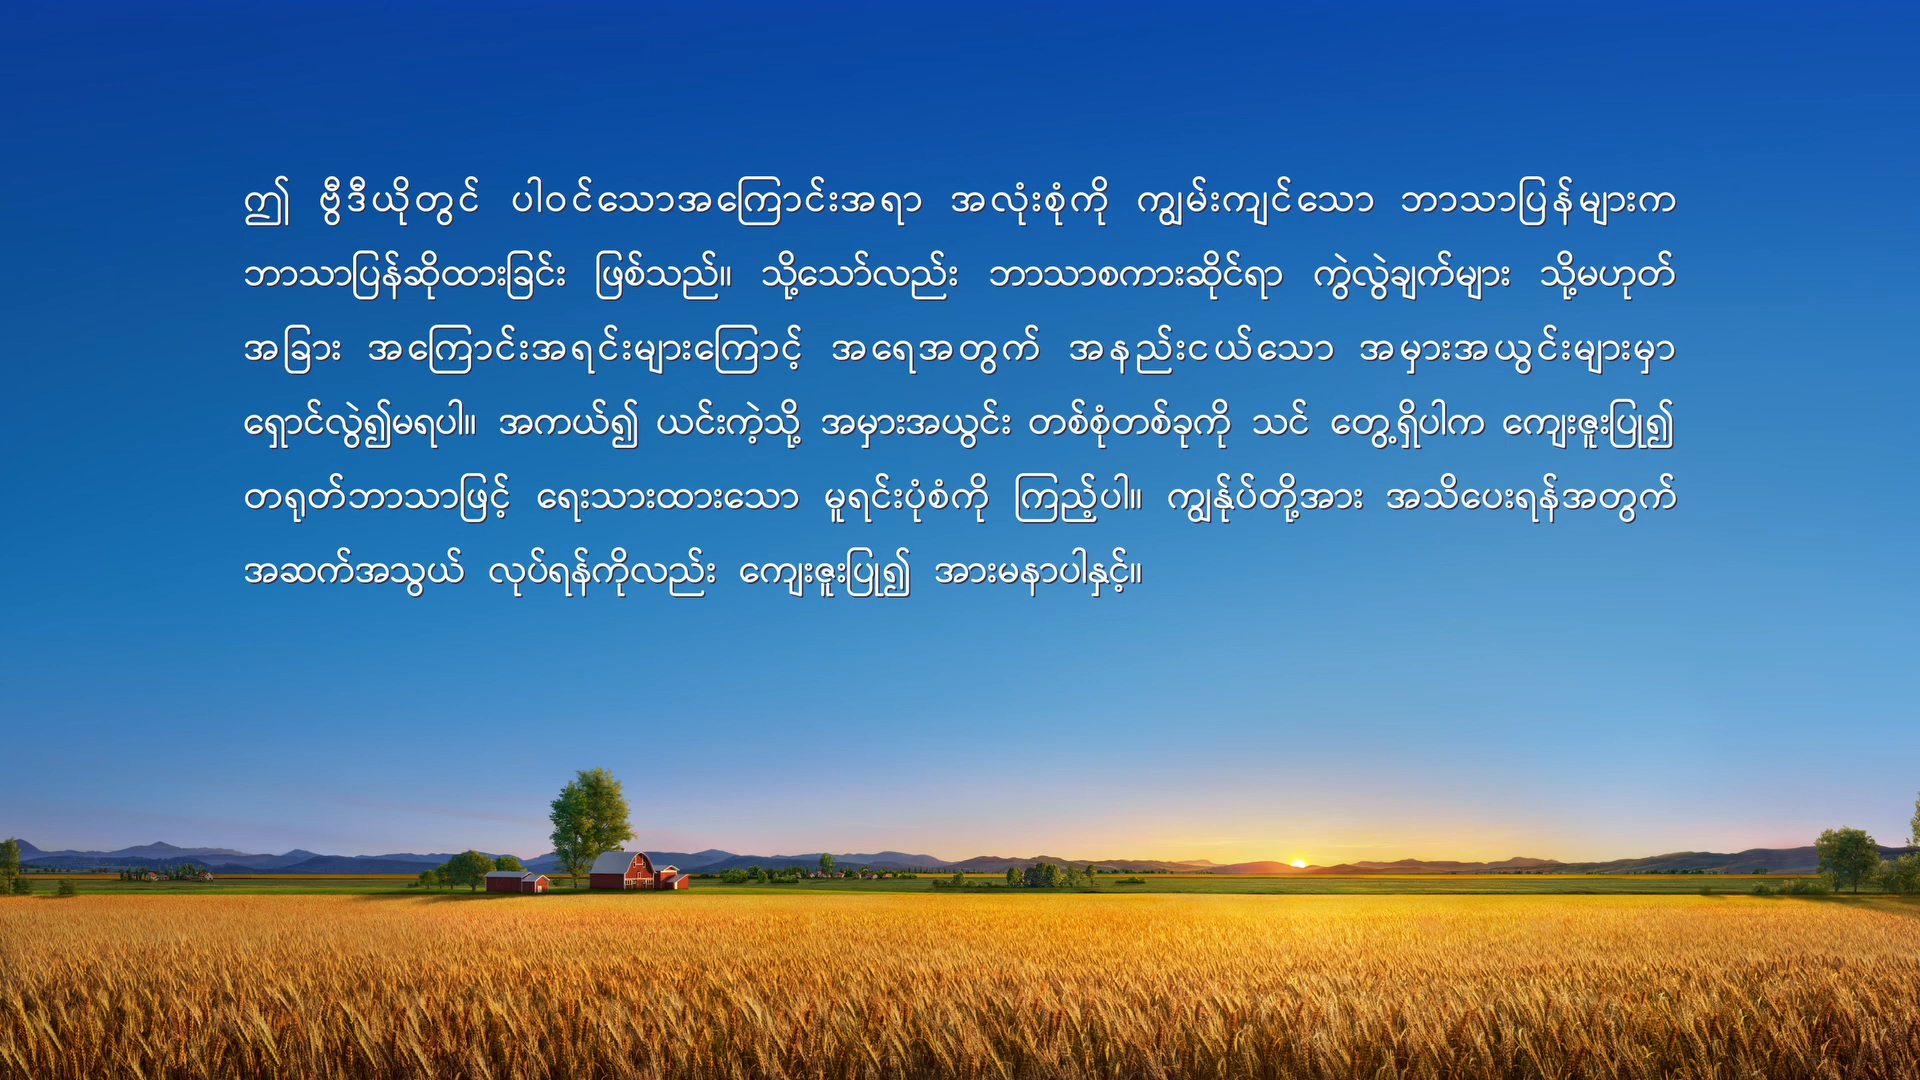 ဤ ဗွီဒီယိုတွင် ပါဝင်သောအကြောင်းအရာ အလုံးစုံကို ကျွမ်းကျင်သော ဘာသာပြန်များက
ဘာသာပြန်ဆိုထားခြင်း ဖြစ်သည်။ သို့သော်လည်း ဘာသာစကားဆိုင်ရာ ကွဲလွဲချက်များ သို့မဟုတ်
အခြား အကြောင်းအရင်းများကြောင့် အရေအတွက် အနည်းငယ်သော အမှားအယွင်းများမှာ
ရှောင်လွဲ၍မရပါ။ အကယ်၍ ယင်းကဲ့သို့ အမှားအယွင်း တစ်စုံတစ်ခုကို သင် တွေ့ရှိပါက ကျေးဇူးပြု၍
တရုတ်ဘာသာဖြင့် ရေးသားထားသော မူရင်းပုံစံကို ကြည့်ပါ။ ကျွန်ုပ်တို့အား အသိပေးရန်အတွက်
အဆက်အသွယ် လုပ်ရန်ကိုလည်း ကျေးဇူးပြု၍ အားမနာပါနှင့်။